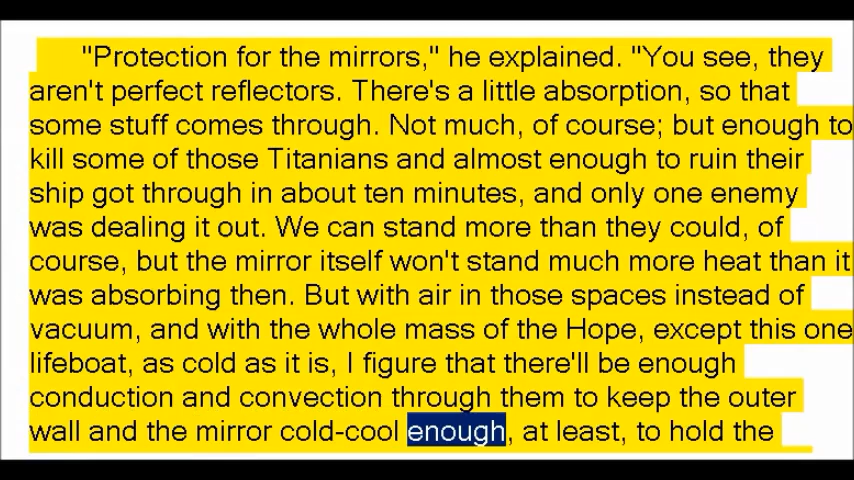 "Protection for the mirrors," he explained. "You see, they
aren't perfect reflectors. There's a little absorption, so that
some stuff comes through. Not much, of course; but enough to
kill some of those Titanians and almost enough to ruin their
ship got through in about ten minutes, and only one enemy
was dealing it out. We can stand more than they could, of
course, but the mirror itself won't stand much more heat than it
was absorbing then. But with air in those spaces instead of
vacuum, and with the whole mass of the Hope, except this one
lifeboat, as cold as it is, I figure that there'll be enough
conduction and convection through them to keep the outer
wall and the mirror cold-cool enough, at least, to hold the